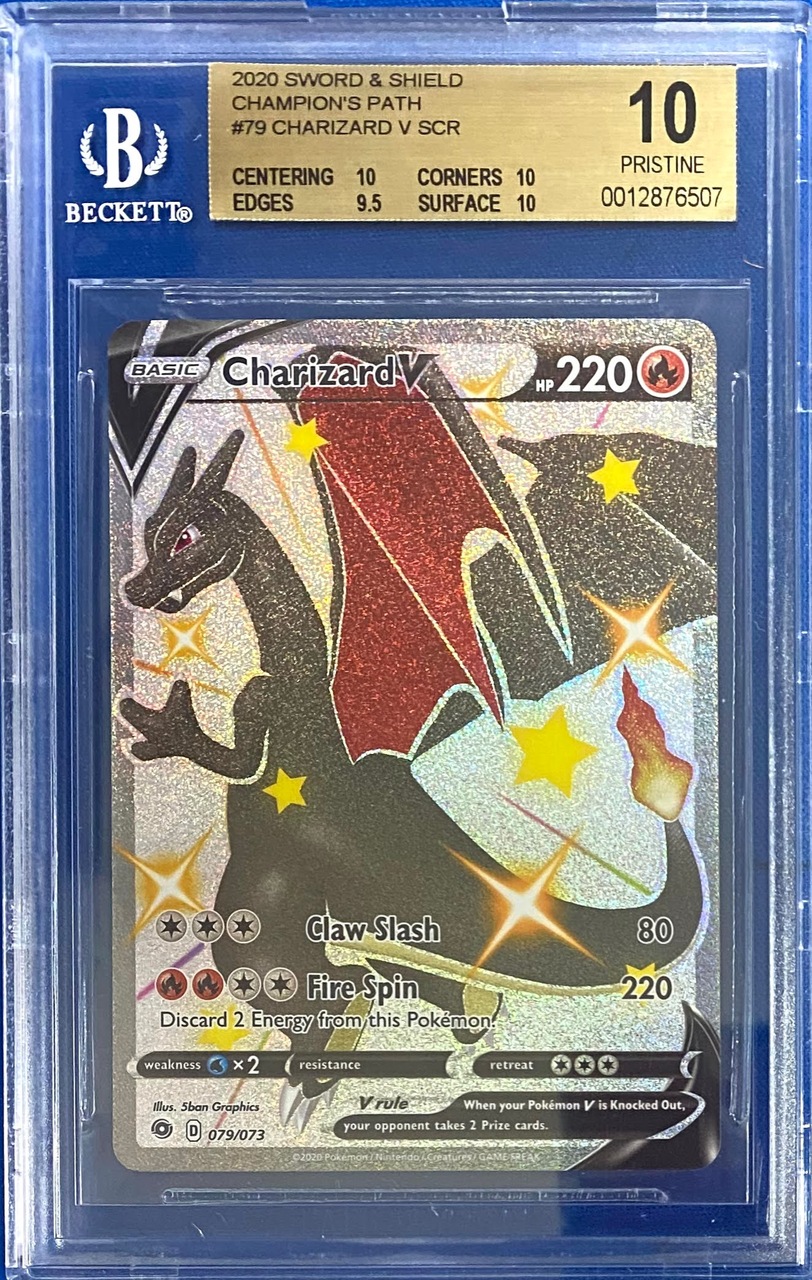 2020 SWORD & SHIELD
CHAMPION'S PATH
#79 CHARIZARD V SCR
10
PRISTINE
CENTERING 10 CORNERS 10
EDGES 9.5 SURFACE 10
0012876507
B
BECKETT®
BASIC Charizard V HP 220
Claw Slash 80
Fire Spin 220
Discard 2 Energy from this Pokémon.
weakness ×2 resistance retreat
Illus. 5ban Graphics
V rule When your Pokémon V is Knocked Out,
your opponent takes 2 Prize cards.
D 079/073
©2020 Pokémon / Nintendo / Creatures / GAME FREAK